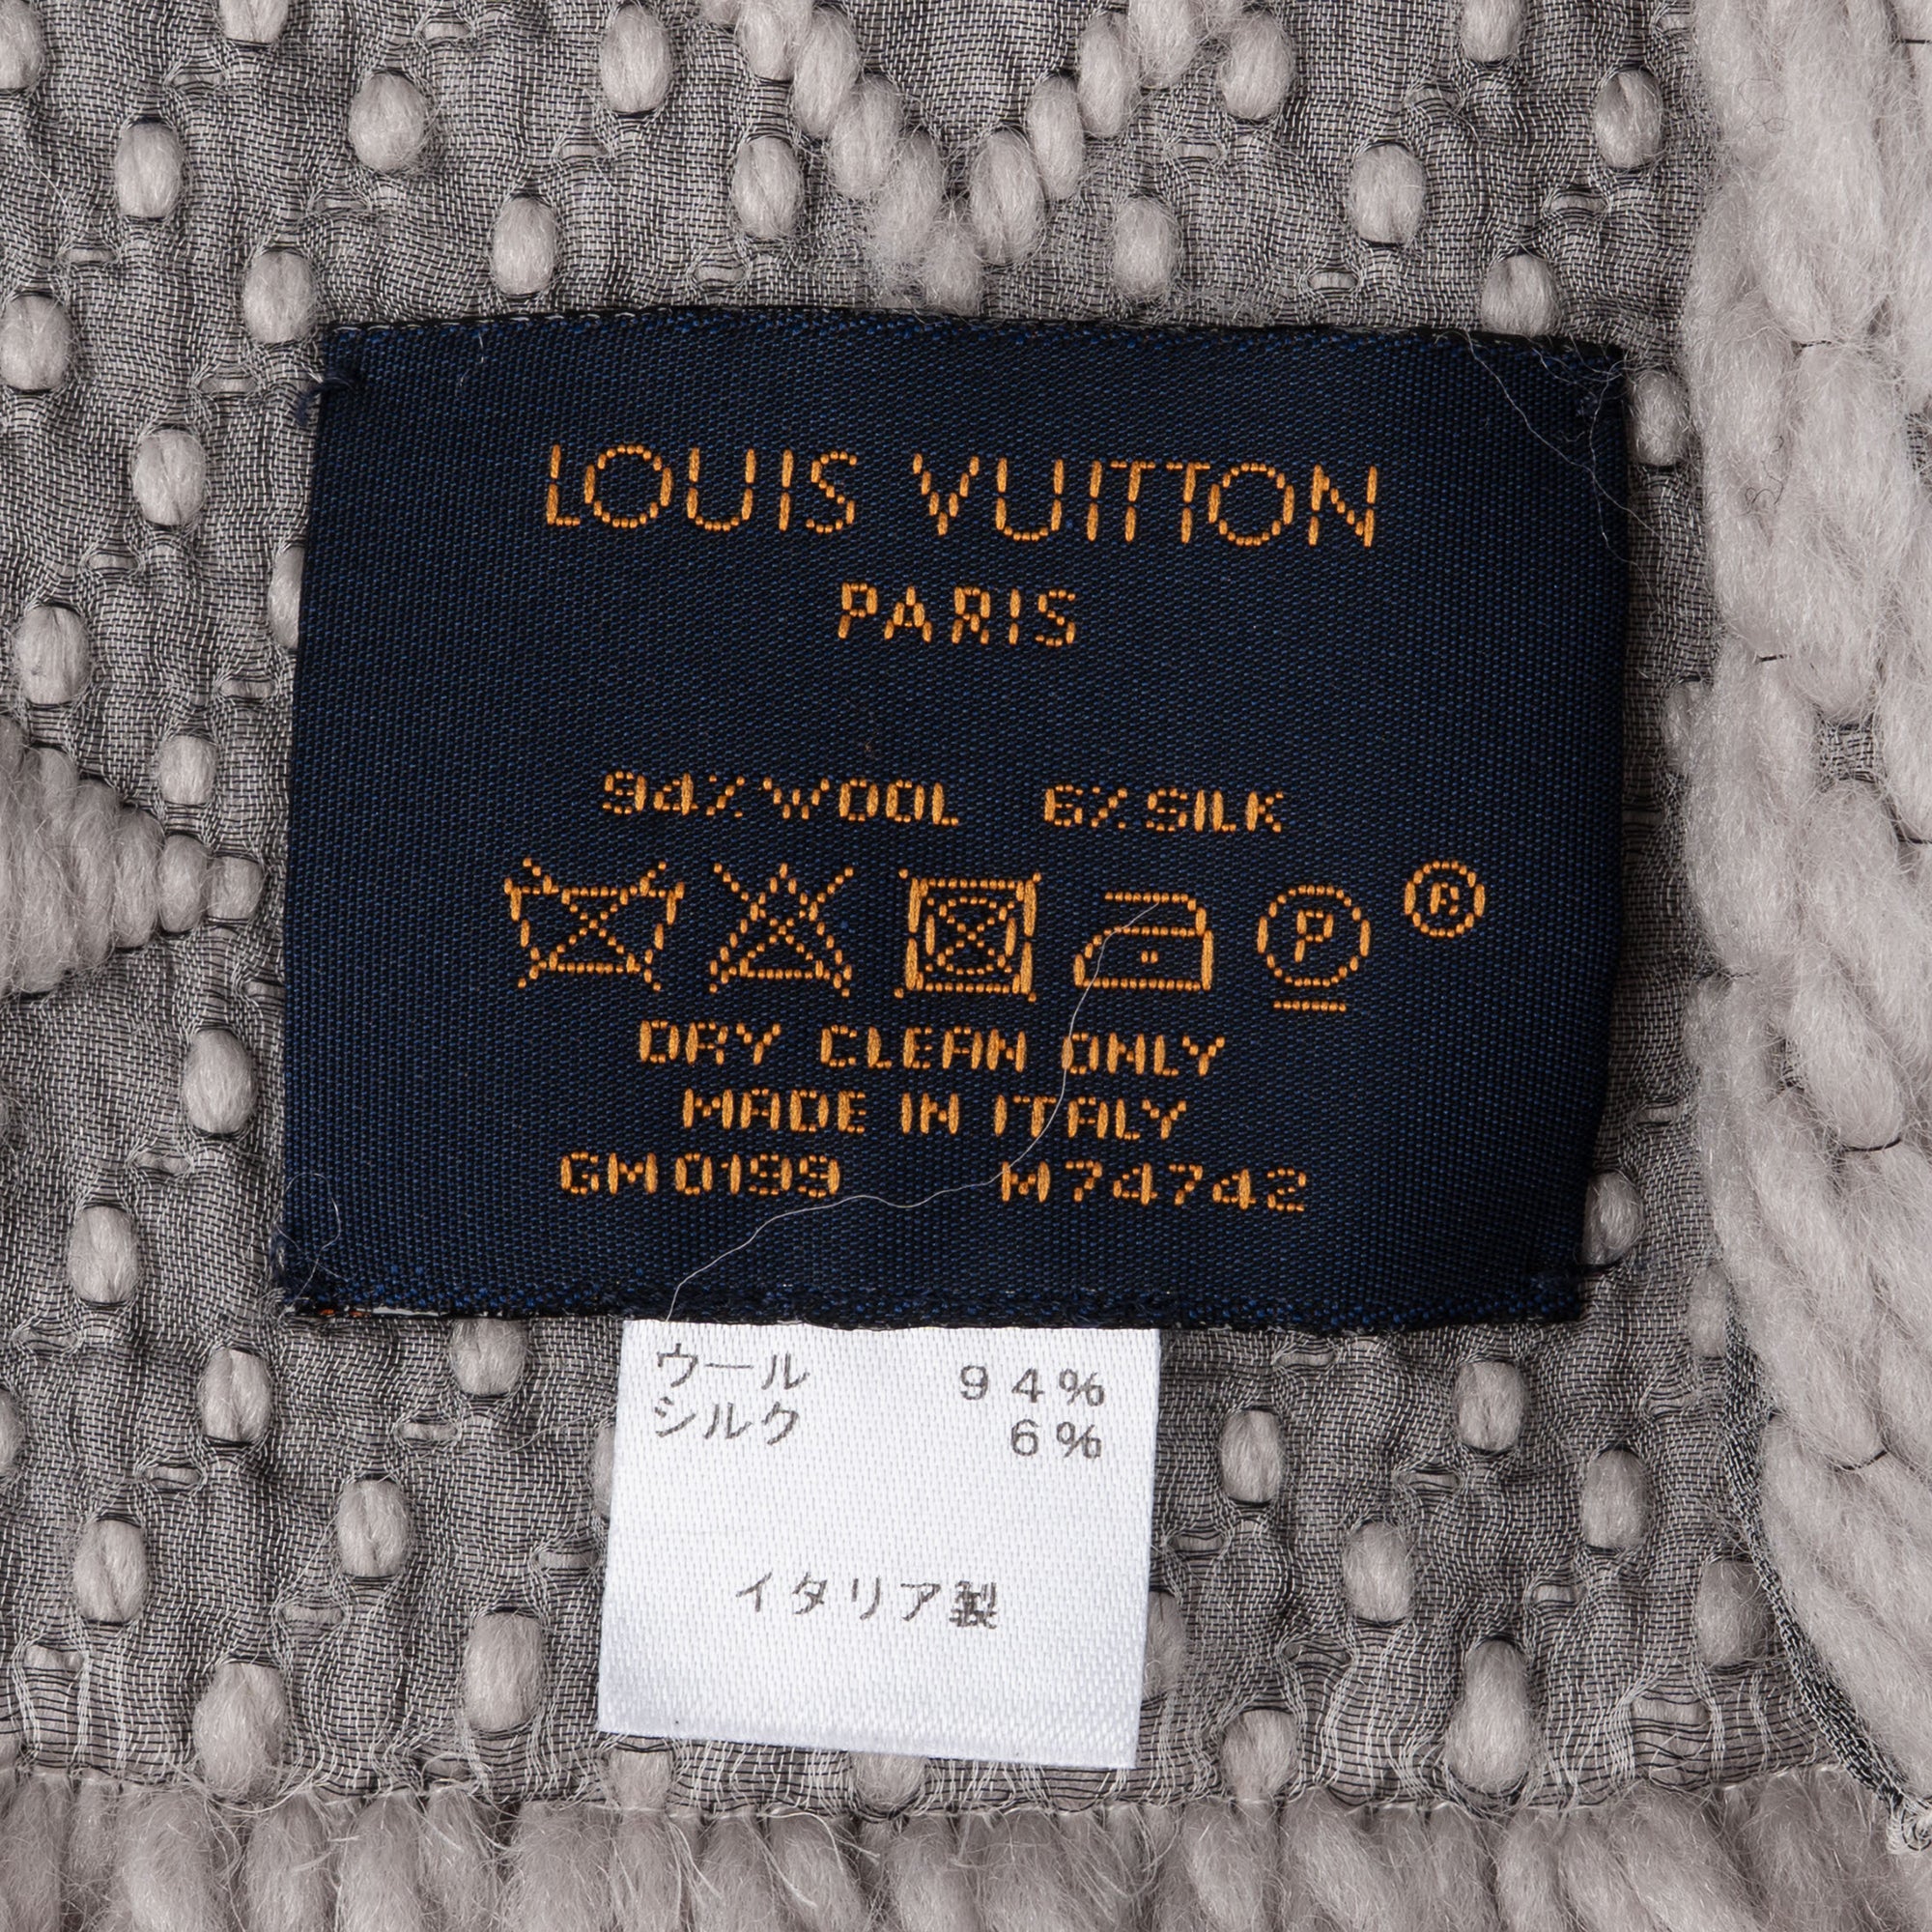 LOUIS VUITTON
PARIS
94% WOOL 6% SILK
P ®
DRY CLEAN ONLY
MADE IN ITALY
GM0199 M74742
ウール 94%
シルク 6%
イタリア製